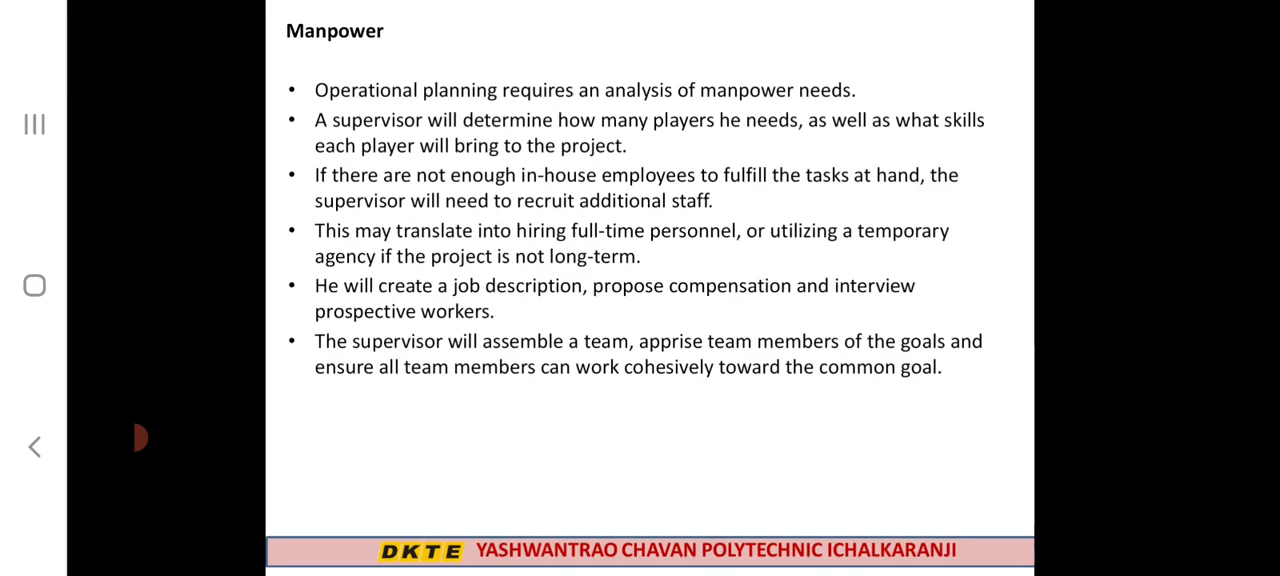 Manpower
• Operational planning requires an analysis of manpower needs.
• A supervisor will determine how many players he needs, as well as what skills
each player will bring to the project.
• If there are not enough in-house employees to fulfill the tasks at hand, the
supervisor will need to recruit additional staff.
• This may translate into hiring full-time personnel, or utilizing a temporary
agency if the project is not long-term.
• He will create a job description, propose compensation and interview
prospective workers.
• The supervisor will assemble a team, apprise team members of the goals and
ensure all team members can work cohesively toward the common goal.
DKTE YASHWANTRAO CHAVAN POLYTECHNIC ICHALKARANJI